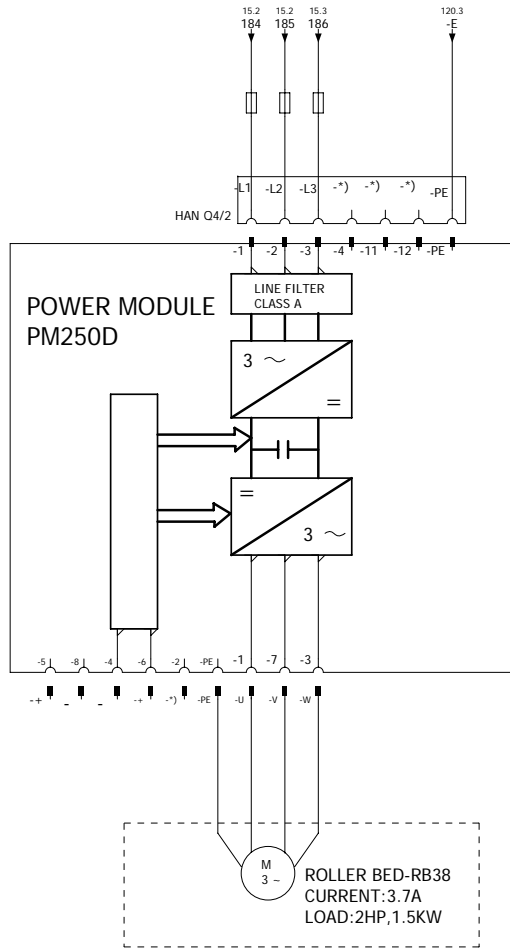 15.2 15.2 15.3 120.3
184 185 186 -E
-L1 -L2 -L3 -*) -*) -*) -PE
HAN Q4/2
-1 -2 -3 -4 -11 -12 -PE
LINE FILTER
CLASS A
POWER MODULE
PM250D
3 ~
=
=
3 ~
-5 -8 -4 -6 -2 -PE -1 -7 -3
-+ - - -+ -*) -PE -U -V -W
M
3 ~
ROLLER BED-RB38
CURRENT:3.7A
LOAD:2HP,1.5KW